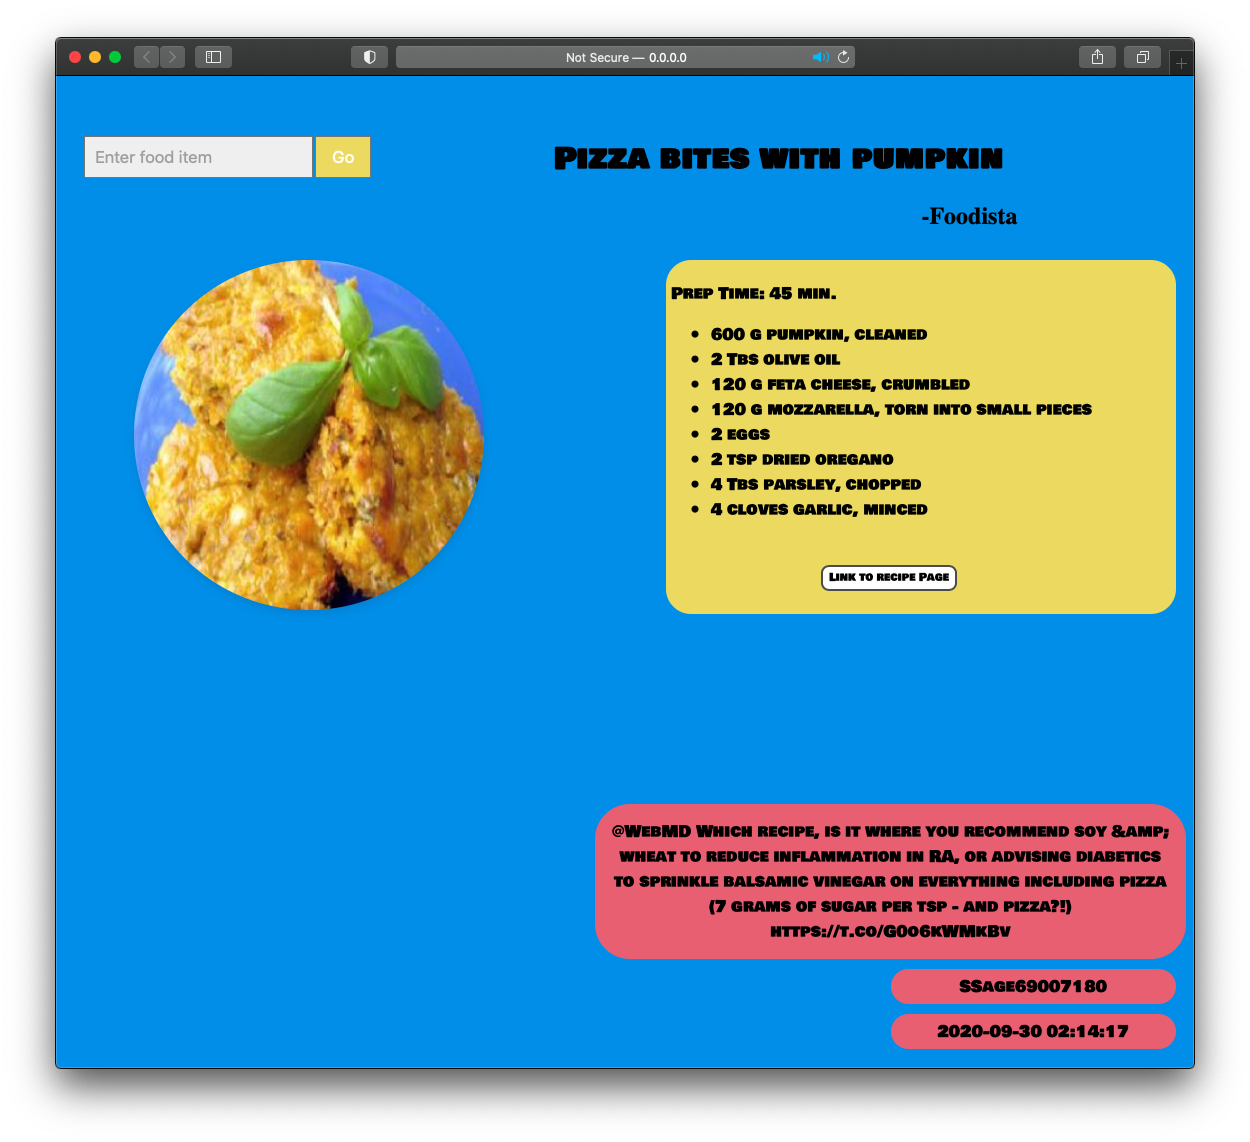 Not Secure — 0.0.0.0
Enter food item
Go
Pizza bites with pumpkin
-Foodista
Prep Time: 45 min.
• 600 g pumpkin, cleaned
• 2 Tbs olive oil
• 120 g feta cheese, crumbled
• 120 g mozzarella, torn into small pieces
• 2 eggs
• 2 tsp dried oregano
• 4 Tbs parsley, chopped
• 4 cloves garlic, minced
Link to recipe Page
@WebMD Which recipe, is it where you recommend soy &amp;
wheat to reduce inflammation in RA, or advising diabetics
to sprinkle balsamic vinegar on everything including pizza
(7 grams of sugar per tsp - and pizza?!)
https://t.co/G0o6kWMkBv
SSage69007180
2020-09-30 02:14:17